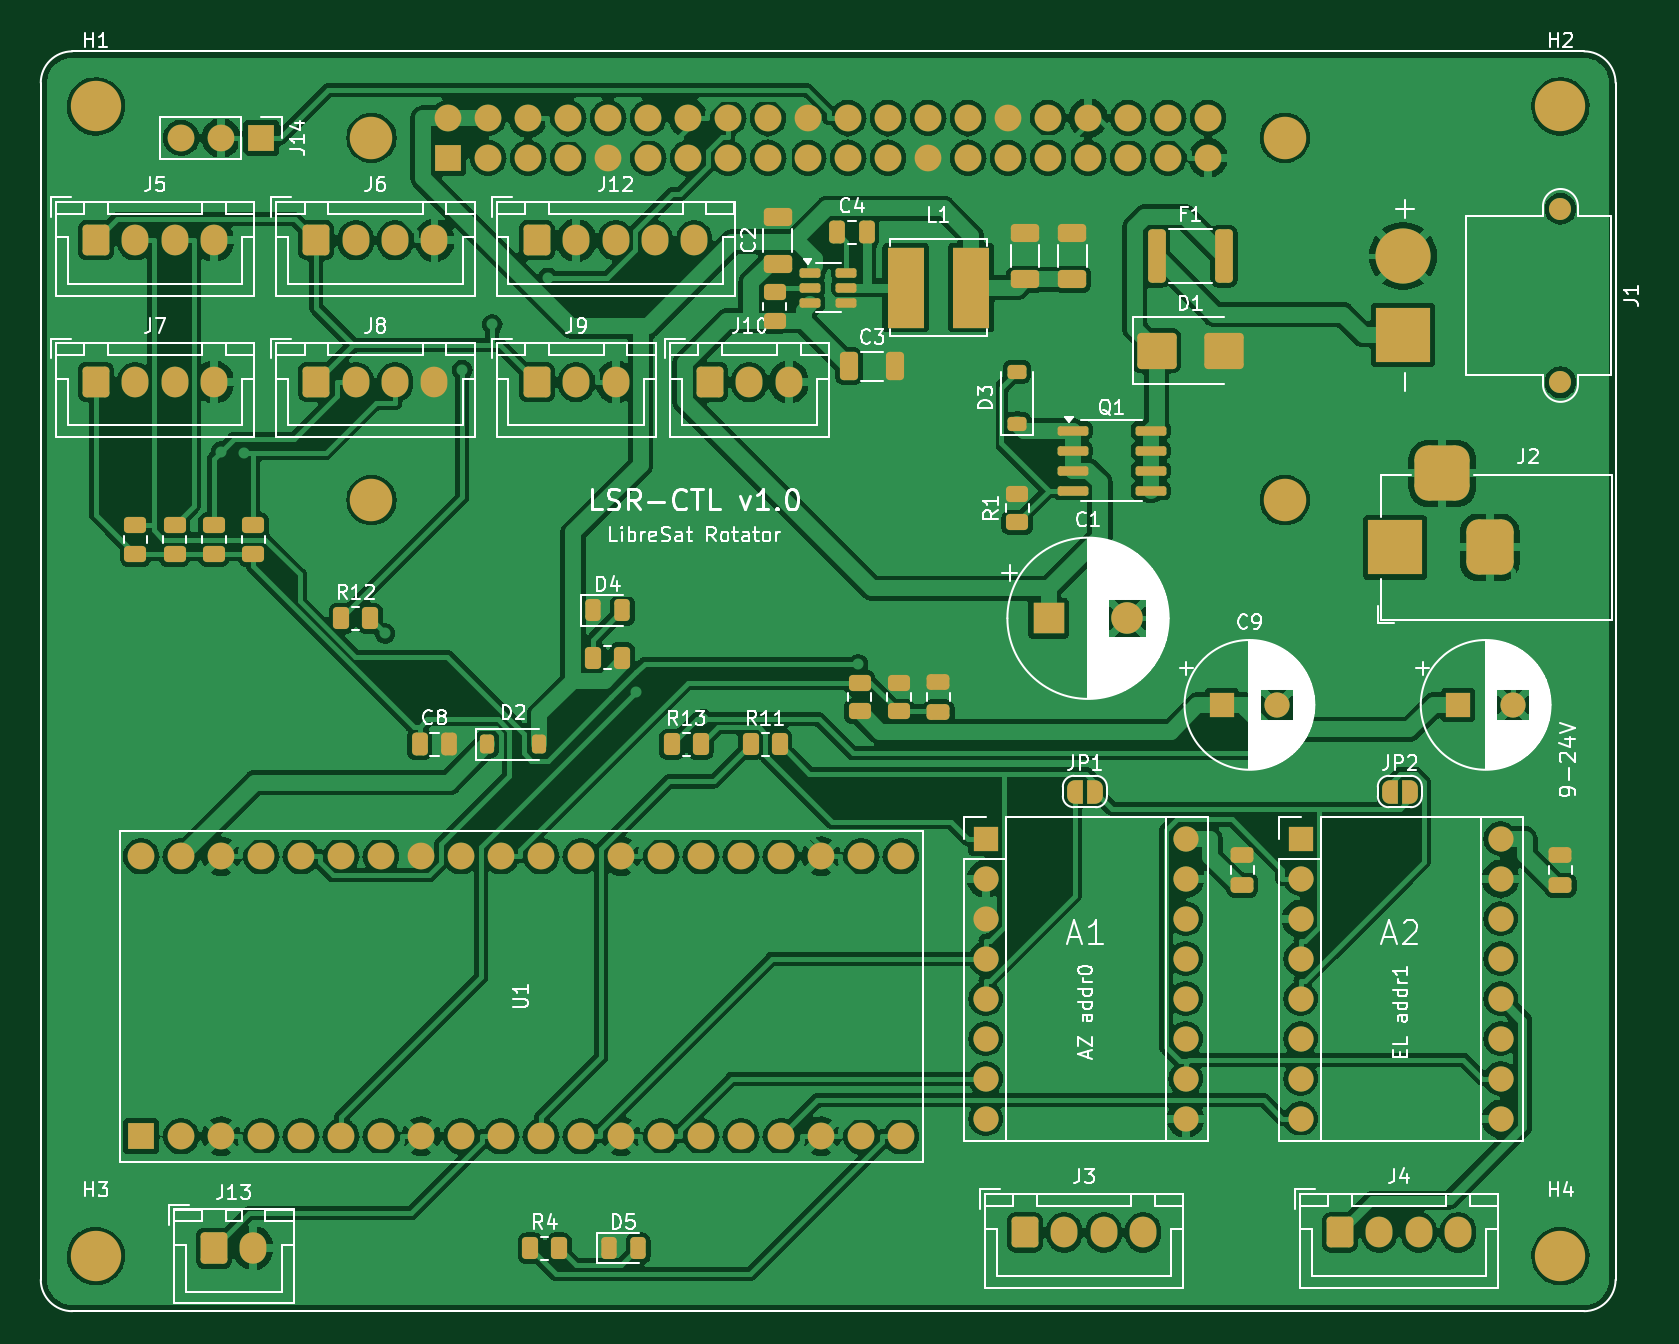 H1
H2
J14
J5
J6
J12
C4
L1
F1
C2
+
J1
D1
J7
J8
J9
J10
C3
−
D3
Q1
J2
LSR-CTL v1.0
R1
C1
LibreSat Rotator
+
D4
R12
C9
+
+
C8
D2
R13
R11
9-24V
JP1
JP2
A1
A2
U1
AZ addr0
EL addr1
H3
J13
J3
J4
H4
R4
D5